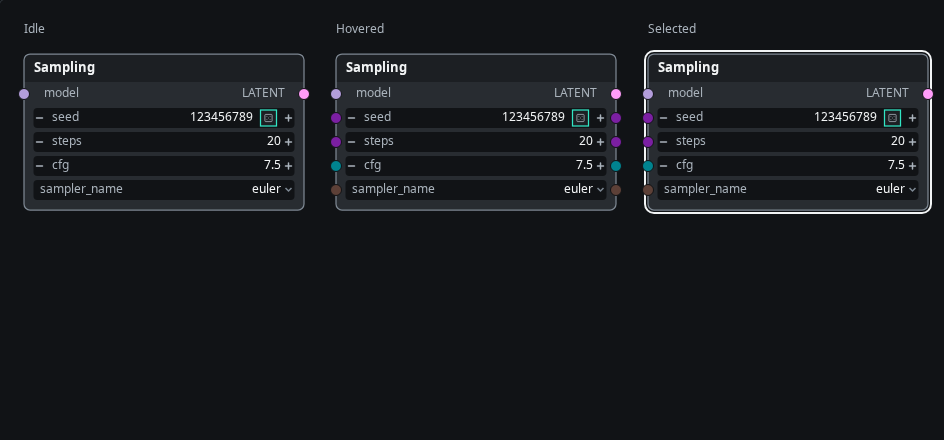 Idle
Hovered
Selected
Sampling
model LATENT
− seed 123456789 +
− steps 20 +
− cfg 7.5 +
sampler_name euler
Sampling
model LATENT
− seed 123456789 +
− steps 20 +
− cfg 7.5 +
sampler_name euler
Sampling
model LATENT
− seed 123456789 +
− steps 20 +
− cfg 7.5 +
sampler_name euler